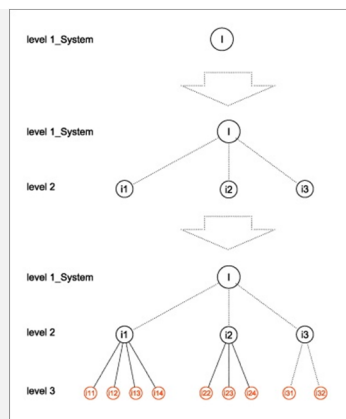 level 1_System I
level 1_System I
level 2 i1 i2 i3
level 1_System I
level 2 i1 i2 i3
level 3 i11 i12 i13 i14 i22 i23 i24 i31 i32